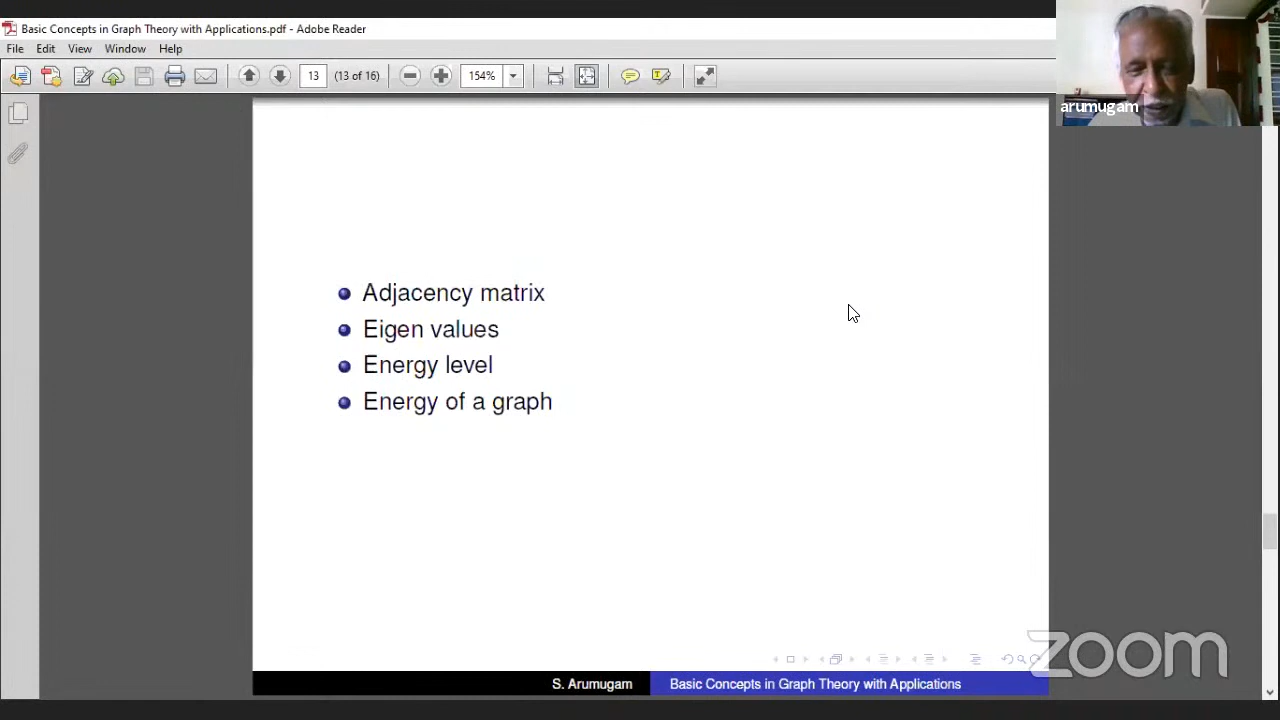 Basic Concepts in Graph Theory with Applications.pdf - Adobe Reader
File Edit View Window Help
13 (13 of 16) 154%
arumugam
Adjacency matrix
Eigen values
Energy level
Energy of a graph
zoom
S. Arumugam Basic Concepts in Graph Theory with Applications